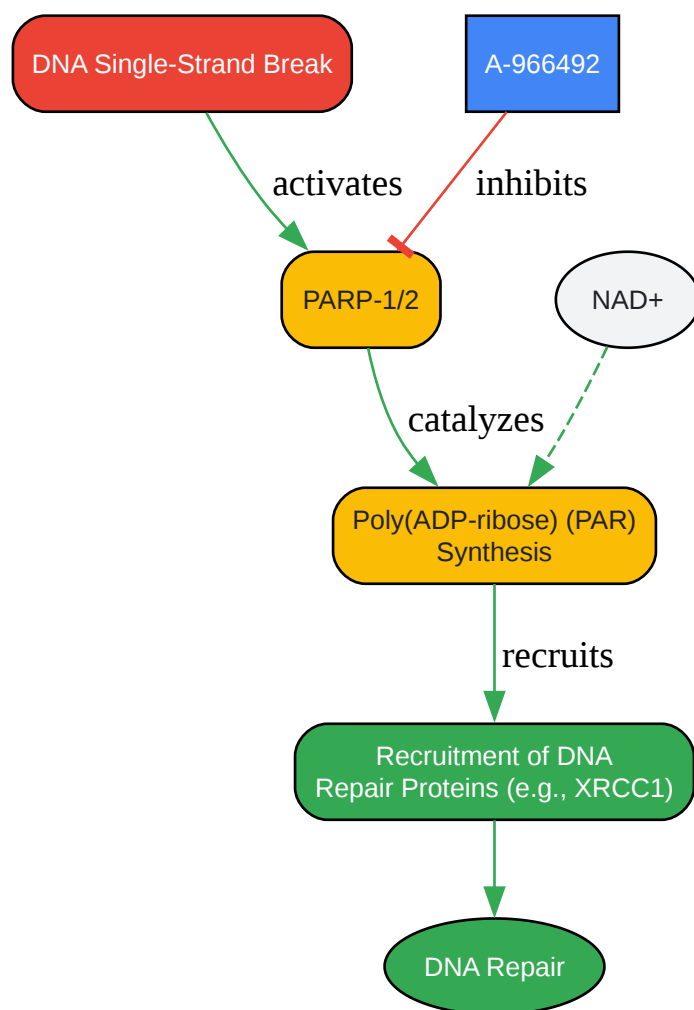 DNA Single-Strand Break
A-966492
activates
inhibits
PARP-1/2
NAD+
catalyzes
Poly(ADP-ribose) (PAR)
Synthesis
recruits
Recruitment of DNA
Repair Proteins (e.g., XRCC1)
DNA Repair